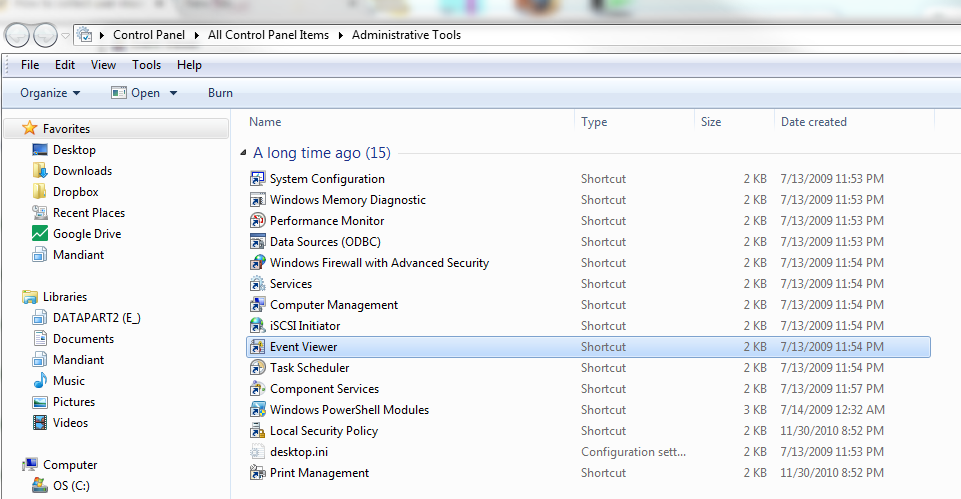 Control Panel All Control Panel Items Administrative Tools
File Edit View Tools Help
Organize Open Burn
Favorites
Desktop
Downloads
Dropbox
Recent Places
Google Drive
Mandiant
Libraries
DATAPART2 (E_)
Documents
Mandiant
Music
Pictures
Videos
Computer
OS (C:)
Name Type Size Date created
A long time ago (15)
System Configuration Shortcut 2 KB 7/13/2009 11:53 PM
Windows Memory Diagnostic Shortcut 2 KB 7/13/2009 11:53 PM
Performance Monitor Shortcut 2 KB 7/13/2009 11:53 PM
Data Sources (ODBC) Shortcut 2 KB 7/13/2009 11:53 PM
Windows Firewall with Advanced Security Shortcut 2 KB 7/13/2009 11:54 PM
Services Shortcut 2 KB 7/13/2009 11:54 PM
Computer Management Shortcut 2 KB 7/13/2009 11:54 PM
iSCSI Initiator Shortcut 2 KB 7/13/2009 11:54 PM
Event Viewer Shortcut 2 KB 7/13/2009 11:54 PM
Task Scheduler Shortcut 2 KB 7/13/2009 11:54 PM
Component Services Shortcut 2 KB 7/13/2009 11:57 PM
Windows PowerShell Modules Shortcut 3 KB 7/14/2009 12:32 AM
Local Security Policy Shortcut 2 KB 11/30/2010 8:52 PM
desktop.ini Configuration sett... 2 KB 7/13/2009 11:53 PM
Print Management Shortcut 2 KB 11/30/2010 8:52 PM